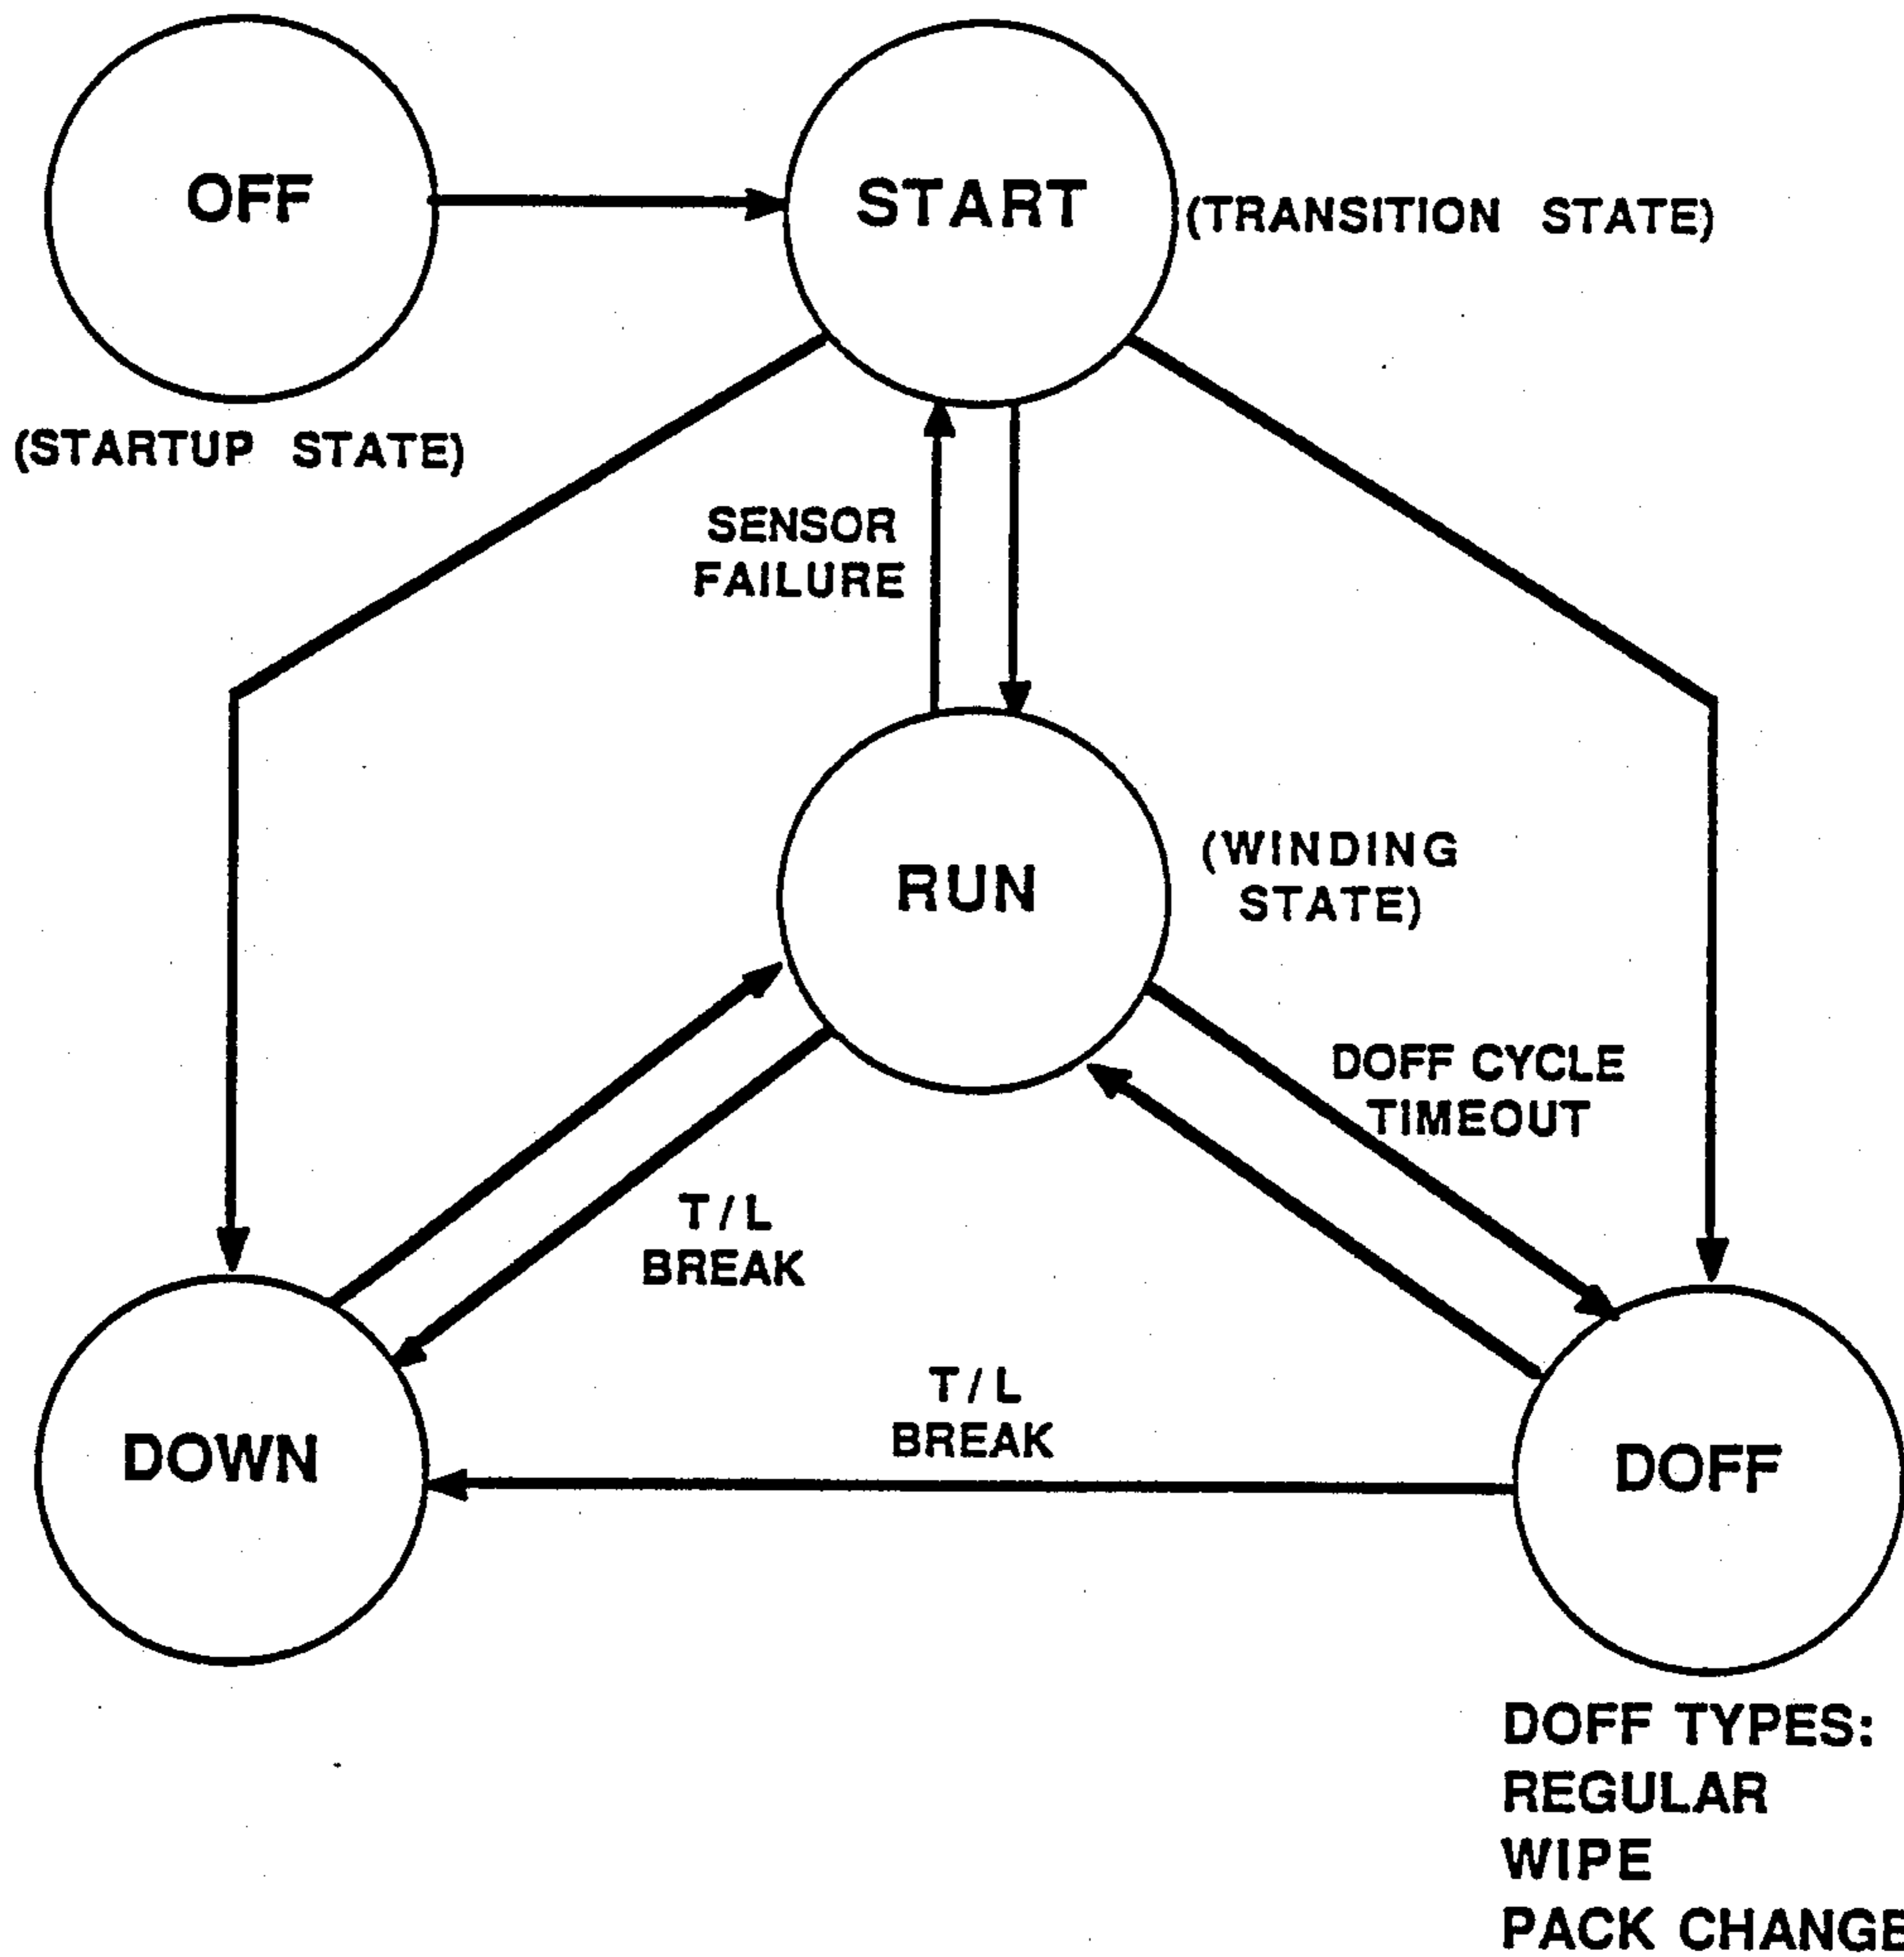 OFF
START
(TRANSITION STATE)
(STARTUP STATE)
SENSOR
FAILURE
RUN
(WINDING
STATE)
DOFF CYCLE
TIMEOUT
T/L
BREAK
T/L
BREAK
DOWN
DOFF
DOFF TYPES:
REGULAR
WIPE
PACK CHANGE